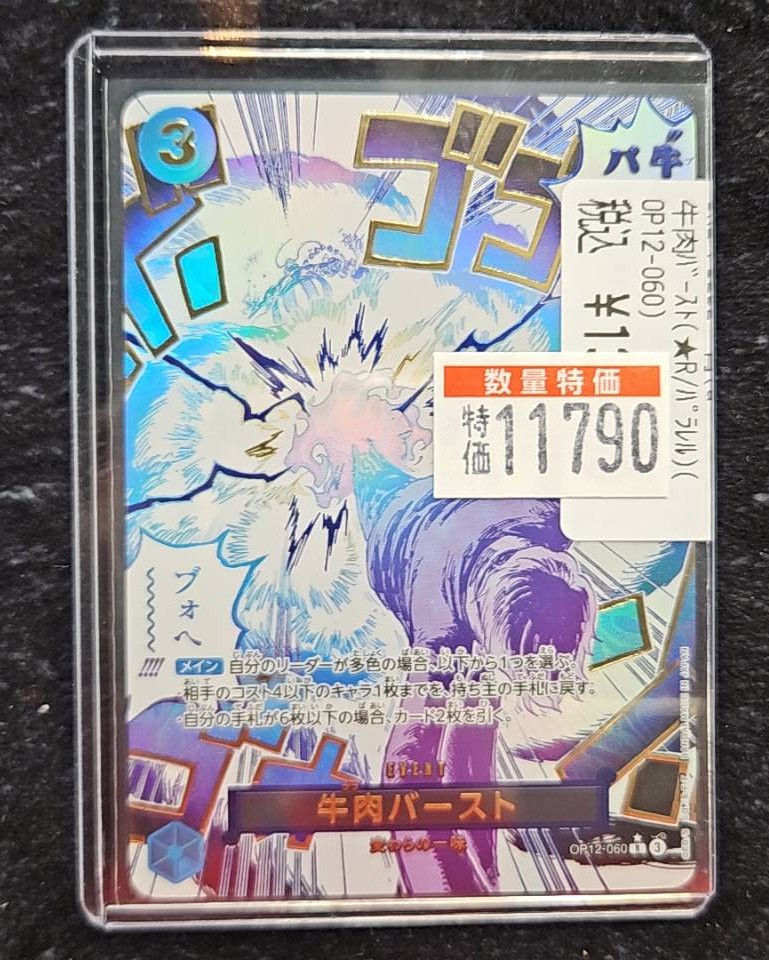 3
ゴゴ
バギ
牛肉バースト(★R/パラレル)(
OP12-060)
税込 ¥1
数量特価
特価 11790
ブォへ
!!!!
メイン 自分のリーダーが多色の場合、以下から1つを選ぶ。
・相手のコスト4以下のキャラ1枚までを、持ち主の手札に戻す。
・自分の手札が6枚以下の場合、カード2枚を引く。
EVENT
牛肉バースト
麦わらの一味
OP12-060 R 3